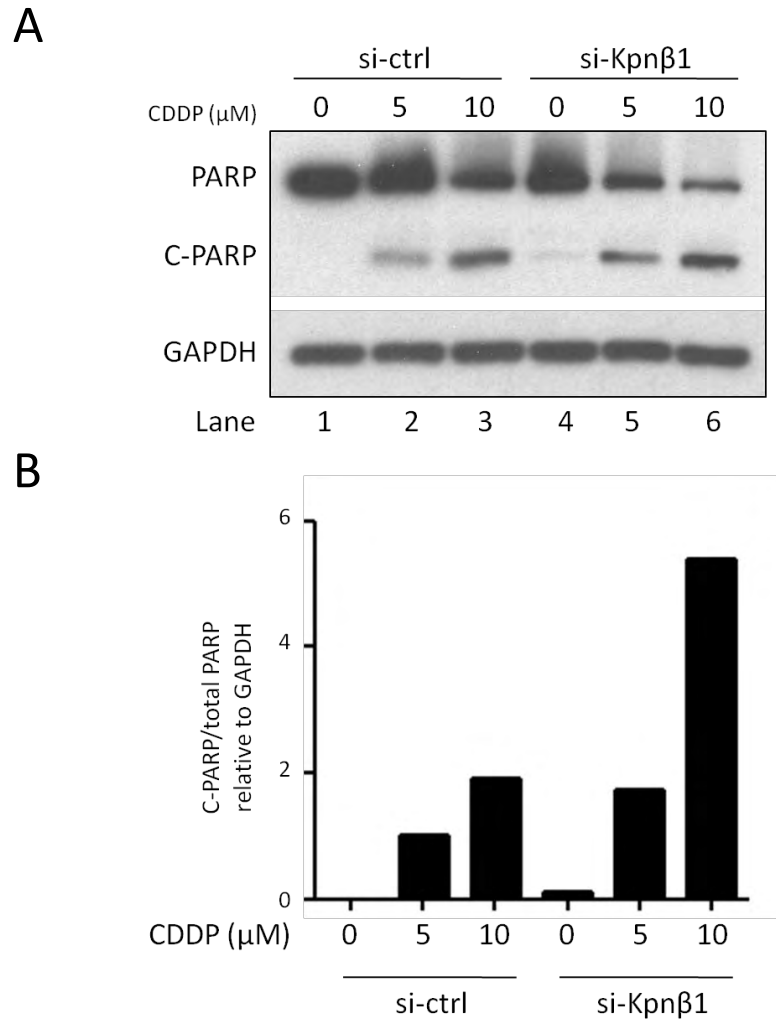 A
si-ctrl si-Kpnβ1
CDDP (μM) 0 5 10 0 5 10
PARP
C-PARP
GAPDH
Lane 1 2 3 4 5 6
B
6
4
2
0
C-PARP/total PARP
relative to GAPDH
CDDP (μM) 0 5 10 0 5 10
si-ctrl si-Kpnβ1